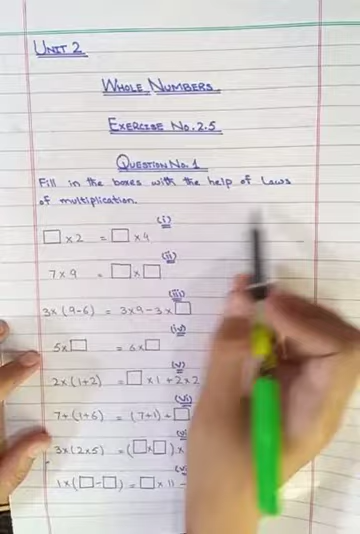 UNIT 2
WHOLE NUMBERS
EXERCISE No.2.5
QUESTION No.1
Fill in the boxes with the help of laws
of multiplication.
(i)
□ × 2 = □ × 4
(ii)
7 × 9 = □ × □
(iii)
3×(9-6) = 3×9-3×□
(iv)
5×□ = 6×□
(v)
2×(1+2) = □×1+2×2
(vi)
7+(1+6) = (7+1)+□
3×(2×5) = (□×□)×
1×(□-□) = □×11-